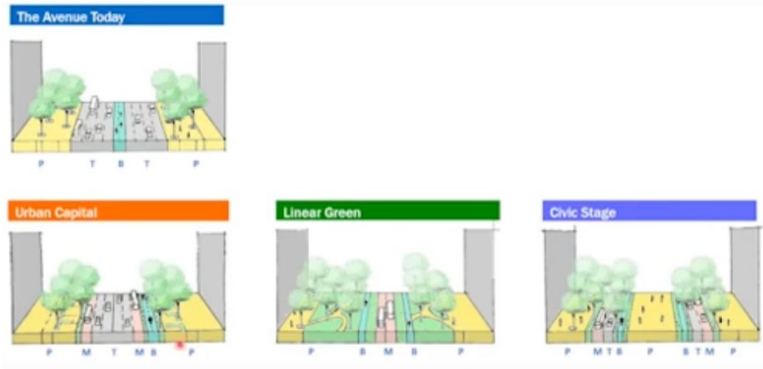 The Avenue Today
P T B T P
Urban Capital
P M T M B P
Linear Green
P B M B P
Civic Stage
P M T B P B T M P